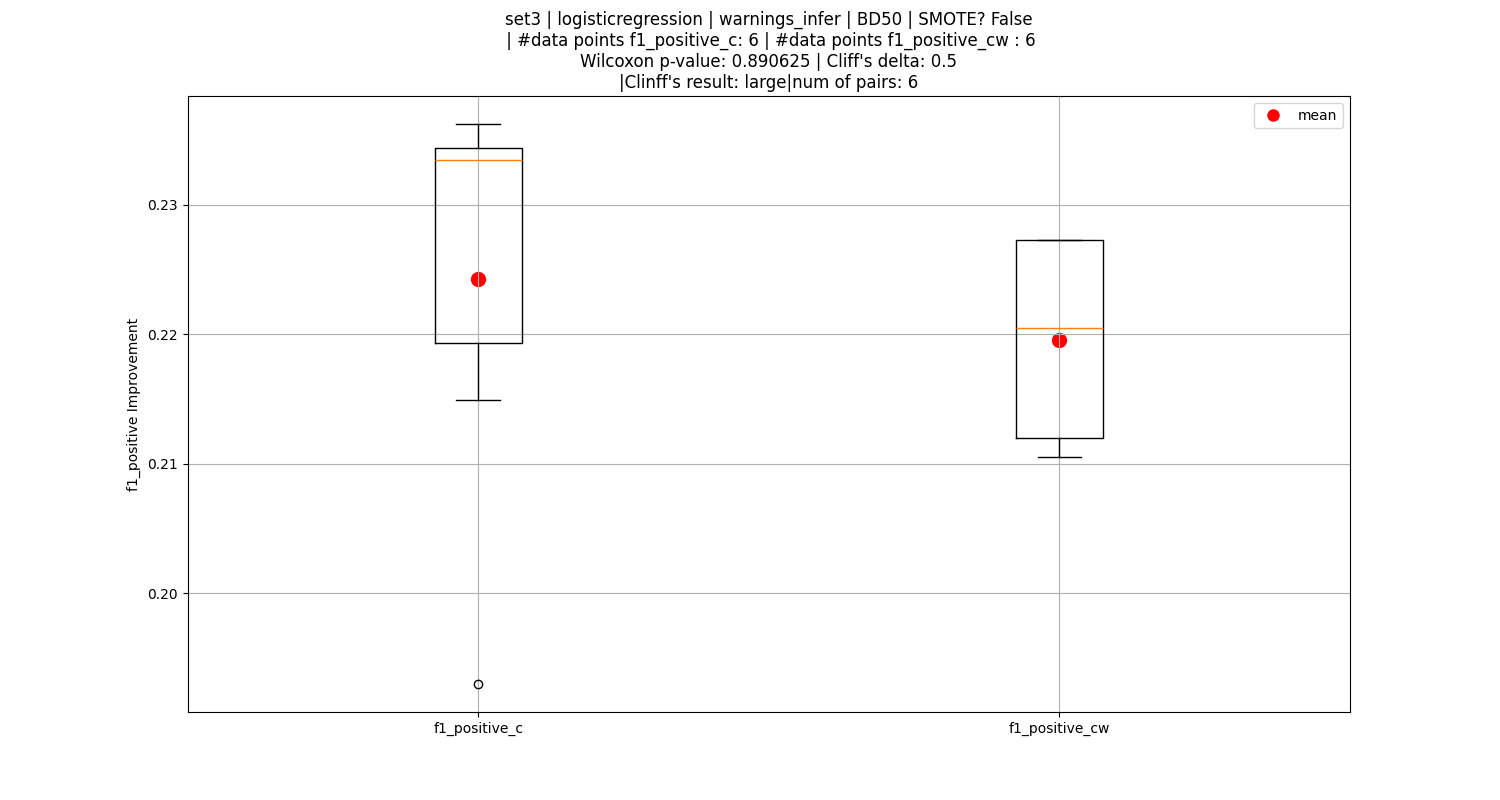 set3 | logisticregression | warnings_infer | BD50 | SMOTE? False
| #data points f1_positive_c: 6 | #data points f1_positive_cw : 6
Wilcoxon p-value: 0.890625 | Cliff's delta: 0.5
|Clinff's result: large|num of pairs: 6
mean
0.23
0.22
0.21
0.20
f1_positive Improvement
f1_positive_c
f1_positive_cw